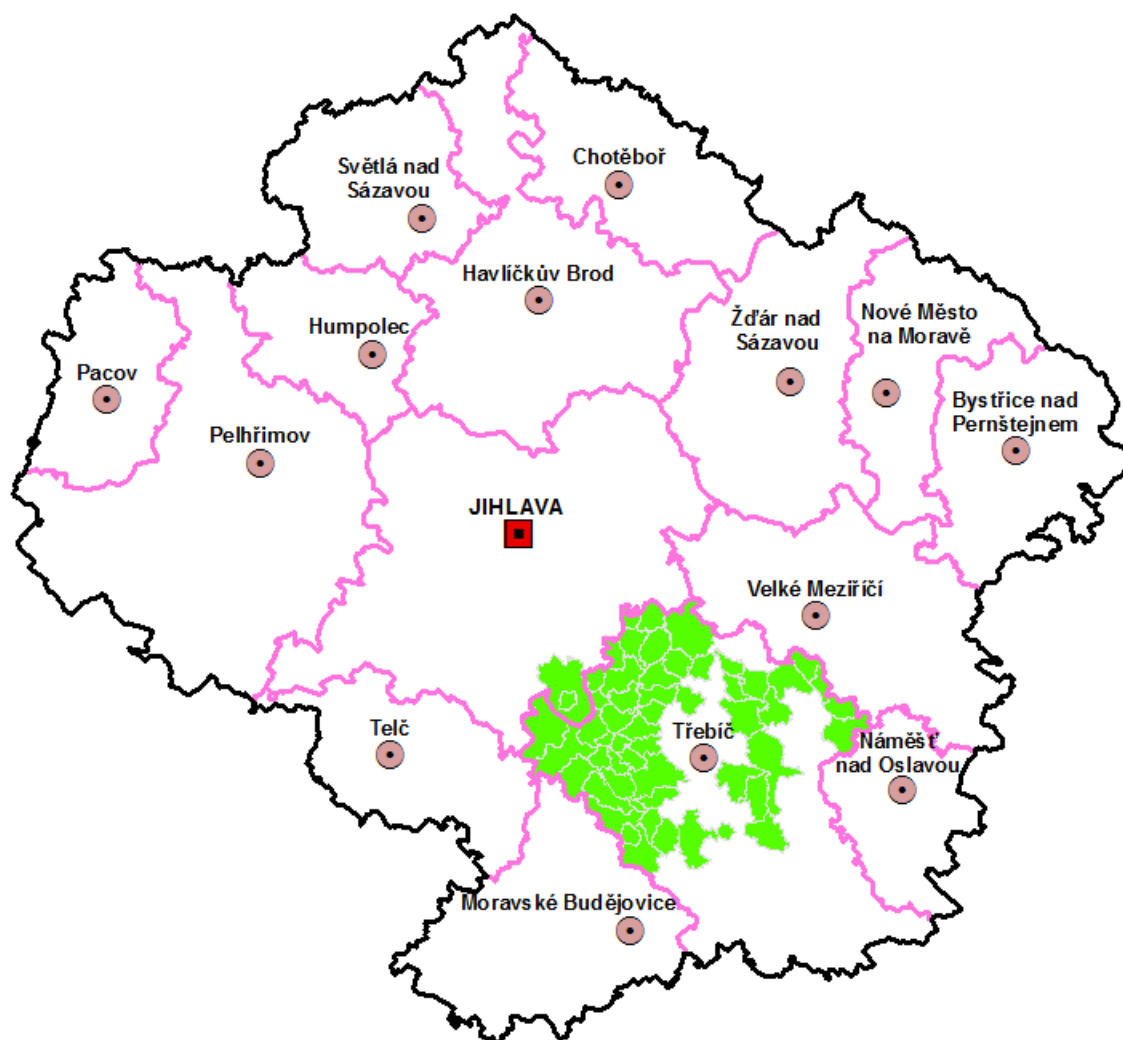 Chotěboř
Světlá nad
Sázavou
Havlíčkův Brod
Humpolec
Žďár nad
Sázavou
Nové Město
na Moravě
Pacov
Bystřice nad
Pernštejnem
Pelhřimov
JIHLAVA
Velké Meziříčí
Telč
Třebíč
Náměšť
nad Oslavou
Moravské Budějovice